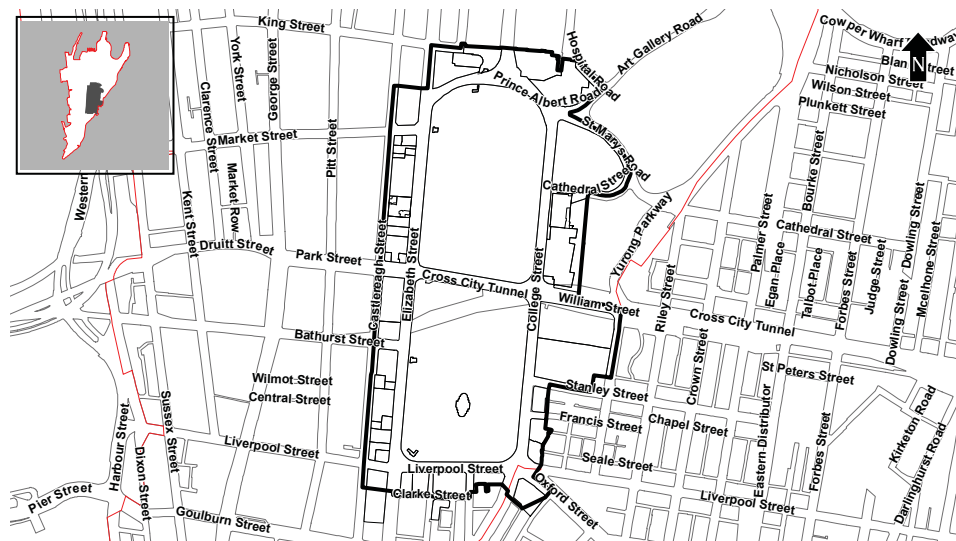 King Street
Hospital Road
Art Gallery Road
Cowper Wharf Roadway
N
York Street
George Street
Nicholson Street
Wilson Street
Plunkett Street
Prince Albert Road
Clarence Street
Market Street
Pitt Street
St Marys Road
Bourke Street
Western
Kent Street
Market Row
Cathedral Street
Yurong Parkway
Palmer Street
Cathedral Street
Dowling Street
Druitt Street
Park Street
Castlereagh Street
Elizabeth Street
Egan Place
Talbot Place
Forbes Street
Judge Street
Mcelhone Street
Cross City Tunnel
College Street
William Street
Riley Street
Cross City Tunnel
Dowling Street
Bathurst Street
Crown Street
St Peters Street
Wilmot Street
Central Street
Stanley Street
Francis Street
Chapel Street
Eastern Distributor
Kirketon Road
Sussex Street
Harbour Street
Dixon Street
Liverpool Street
Liverpool Street
Seale Street
Forbes Street
Darlinghurst Road
Pier Street
Clarke Street
Oxford Street
Liverpool Street
Goulburn Street